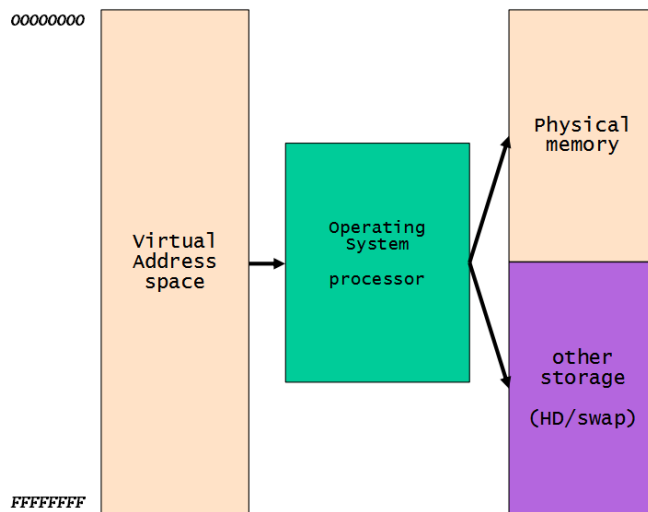 00000000
Virtual
Address
space
Operating
System
processor
Physical
memory
other
storage
(HD/swap)
FFFFFFFF